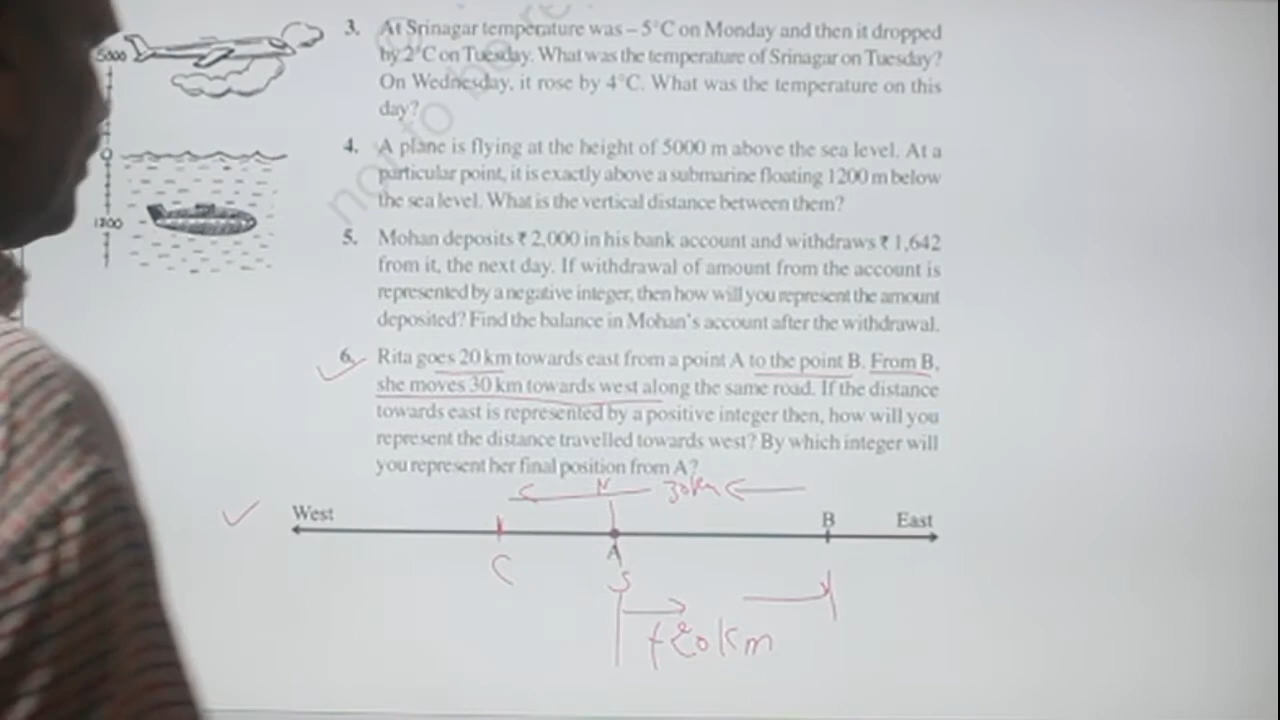 5000
0
1200
3. At Srinagar temperature was – 5°C on Monday and then it dropped
by 2°C on Tuesday. What was the temperature of Srinagar on Tuesday?
On Wednesday, it rose by 4°C. What was the temperature on this
day?
4. A plane is flying at the height of 5000 m above the sea level. At a
particular point, it is exactly above a submarine floating 1200 m below
the sea level. What is the vertical distance between them?
5. Mohan deposits ₹ 2,000 in his bank account and withdraws ₹ 1,642
from it, the next day. If withdrawal of amount from the account is
represented by a negative integer, then how will you represent the amount
deposited? Find the balance in Mohan's account after the withdrawal.
6. Rita goes 20 km towards east from a point A to the point B. From B,
she moves 30 km towards west along the same road. If the distance
towards east is represented by a positive integer then, how will you
represent the distance travelled towards west? By which integer will
you represent her final position from A?
N 30km
West B East
C A
S
+20km
not to be